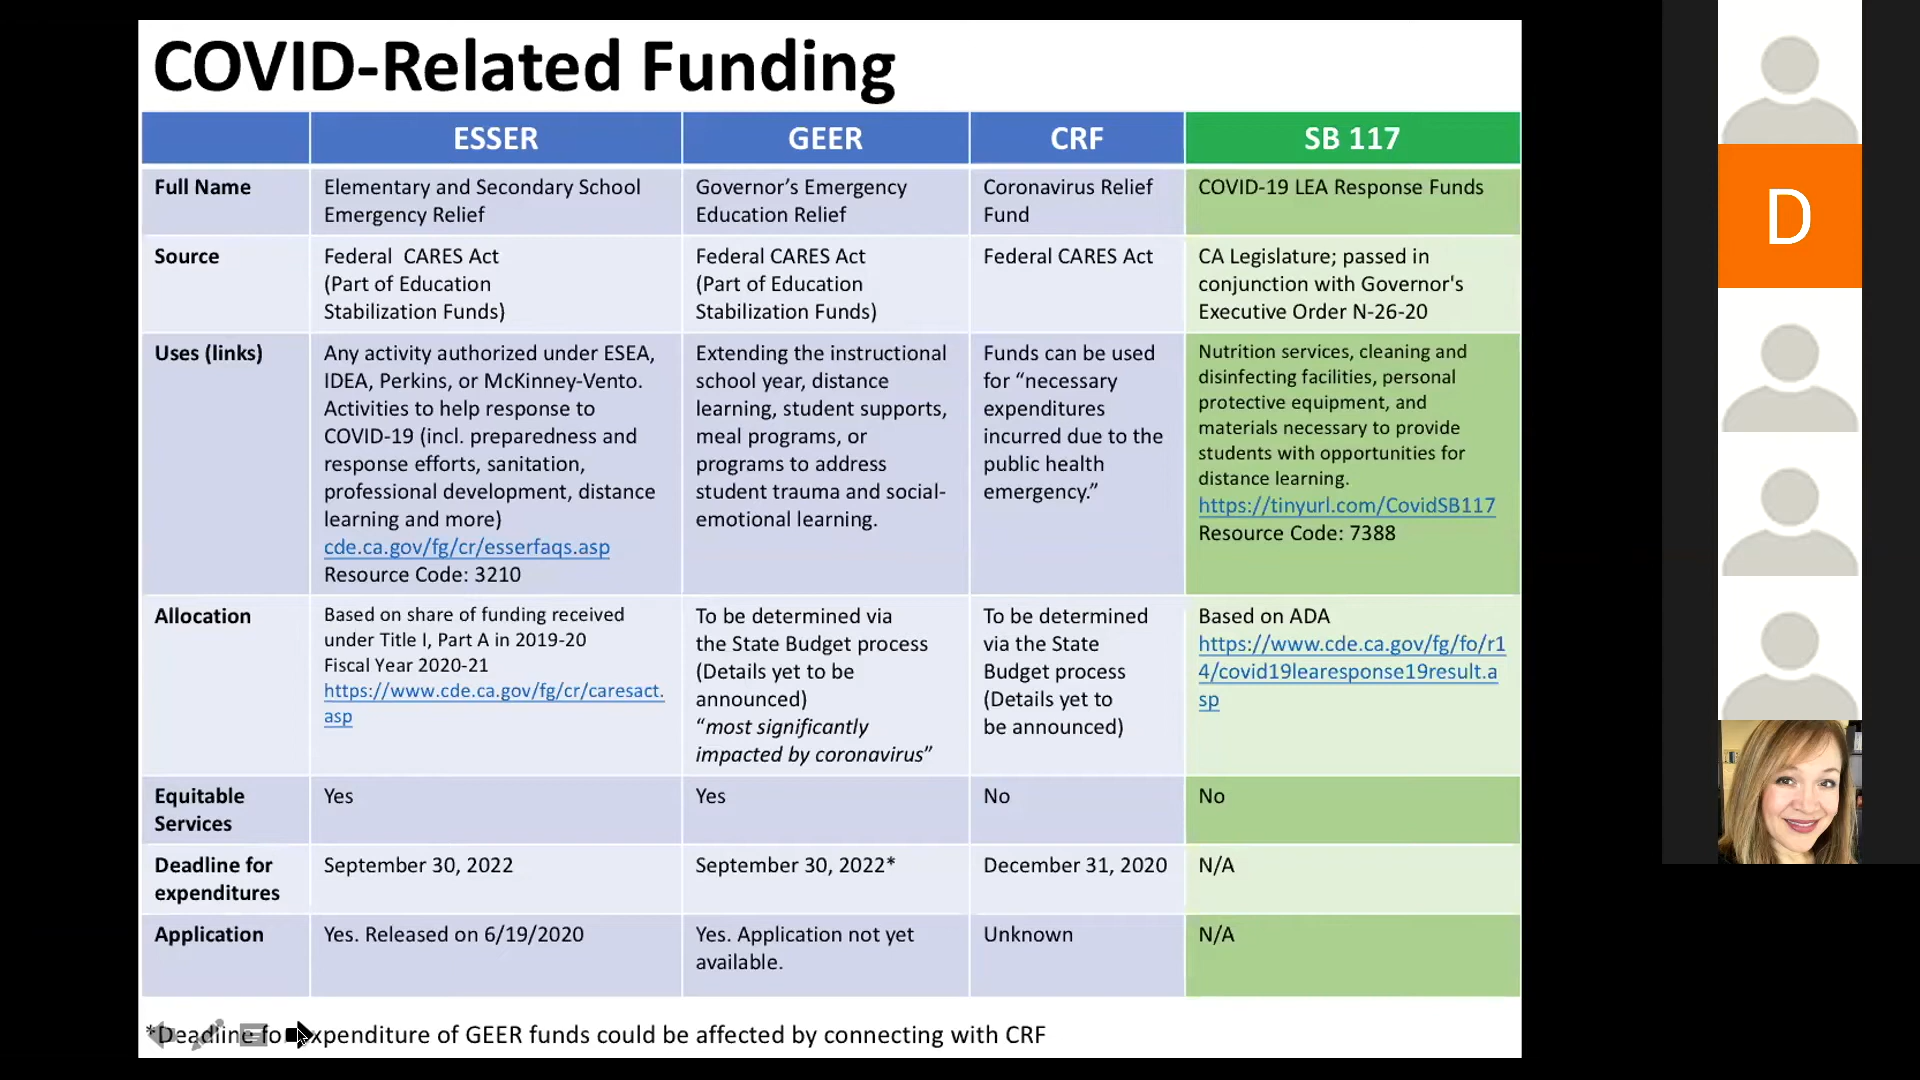 COVID-Related Funding
ESSER
GEER
CRF
SB 117
Full Name
Elementary and Secondary School
Emergency Relief
Governor’s Emergency
Education Relief
Coronavirus Relief
Fund
COVID-19 LEA Response Funds
Source
Federal CARES Act
(Part of Education
Stabilization Funds)
Federal CARES Act
(Part of Education
Stabilization Funds)
Federal CARES Act
CA Legislature; passed in
conjunction with Governor's
Executive Order N-26-20
Uses (links)
Any activity authorized under ESEA,
IDEA, Perkins, or McKinney-Vento.
Activities to help response to
COVID-19 (incl. preparedness and
response efforts, sanitation,
professional development, distance
learning and more)
cde.ca.gov/fg/cr/esserfaqs.asp
Resource Code: 3210
Extending the instructional
school year, distance
learning, student supports,
meal programs, or
programs to address
student trauma and social-
emotional learning.
Funds can be used
for “necessary
expenditures
incurred due to the
public health
emergency.”
Nutrition services, cleaning and
disinfecting facilities, personal
protective equipment, and
materials necessary to provide
students with opportunities for
distance learning.
https://tinyurl.com/CovidSB117
Resource Code: 7388
Allocation
Based on share of funding received
under Title I, Part A in 2019-20
Fiscal Year 2020-21
https://www.cde.ca.gov/fg/cr/caresact.
asp
To be determined via
the State Budget process
(Details yet to be
announced)
“most significantly
impacted by coronavirus”
To be determined
via the State
Budget process
(Details yet to
be announced)
Based on ADA
https://www.cde.ca.gov/fg/fo/r1
4/covid19learesponse19result.a
sp
Equitable
Services
Yes
Yes
No
No
Deadline for
expenditures
September 30, 2022
September 30, 2022*
December 31, 2020
N/A
Application
Yes. Released on 6/19/2020
Yes. Application not yet
available.
Unknown
N/A
*Deadline fo xpenditure of GEER funds could be affected by connecting with CRF
D